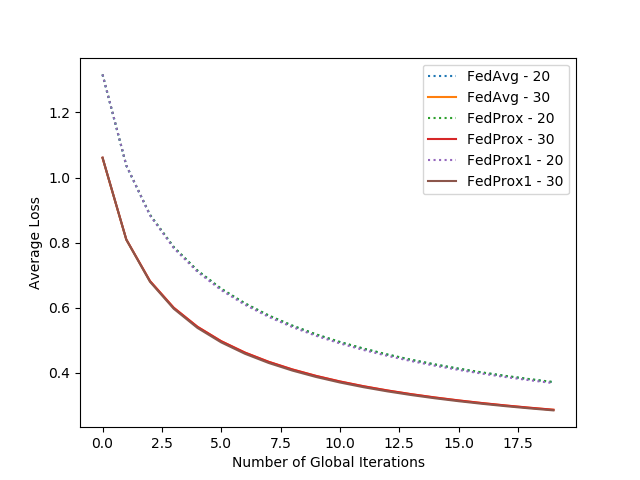 FedAvg - 20
FedAvg - 30
FedProx - 20
FedProx - 30
FedProx1 - 20
FedProx1 - 30
1.2
1.0
0.8
0.6
0.4
Average Loss
0.0 2.5 5.0 7.5 10.0 12.5 15.0 17.5
Number of Global Iterations